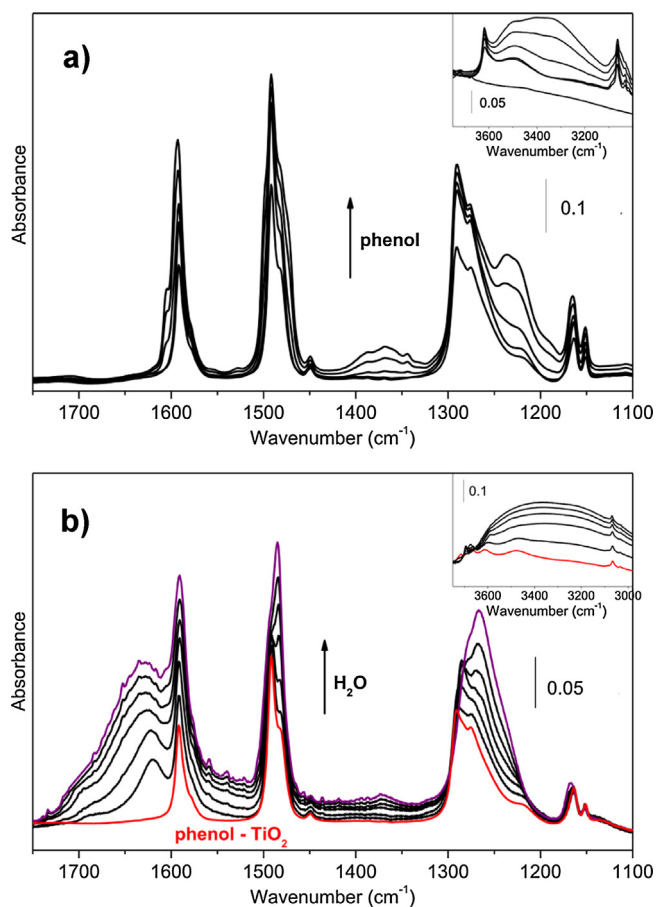 a)
0.05
3600 3400 3200
Wavenumber (cm⁻¹)
0.1
phenol
Absorbance
1700 1600 1500 1400 1300 1200 1100
Wavenumber (cm⁻¹)
b)
0.1
3600 3400 3200 3000
Wavenumber (cm⁻¹)
H₂O
0.05
Absorbance
phenol - TiO₂
1700 1600 1500 1400 1300 1200 1100
Wavenumber (cm⁻¹)